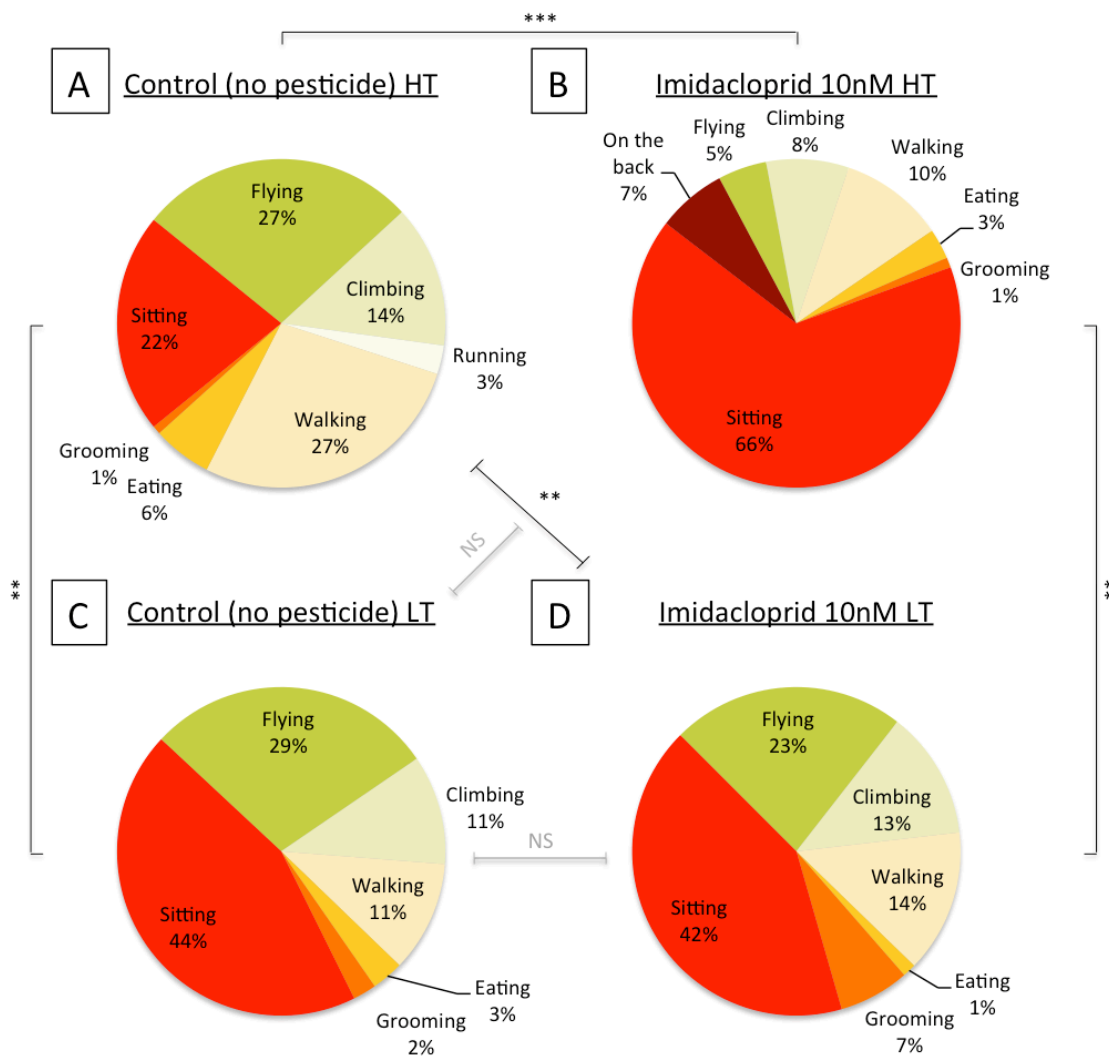 ***
A
Control (no pesticide) HT
B
Imidacloprid 10nM HT
Flying
27%
Climbing
14%
Running
3%
Walking
27%
Eating
6%
Grooming
1%
Sitting
22%
On the
back
7%
Flying
5%
Climbing
8%
Walking
10%
Eating
3%
Grooming
1%
Sitting
66%
**
**
NS
**
C
Control (no pesticide) LT
D
Imidacloprid 10nM LT
Flying
29%
Climbing
11%
Walking
11%
Eating
3%
Grooming
2%
Sitting
44%
NS
Flying
23%
Climbing
13%
Walking
14%
Eating
1%
Grooming
7%
Sitting
42%